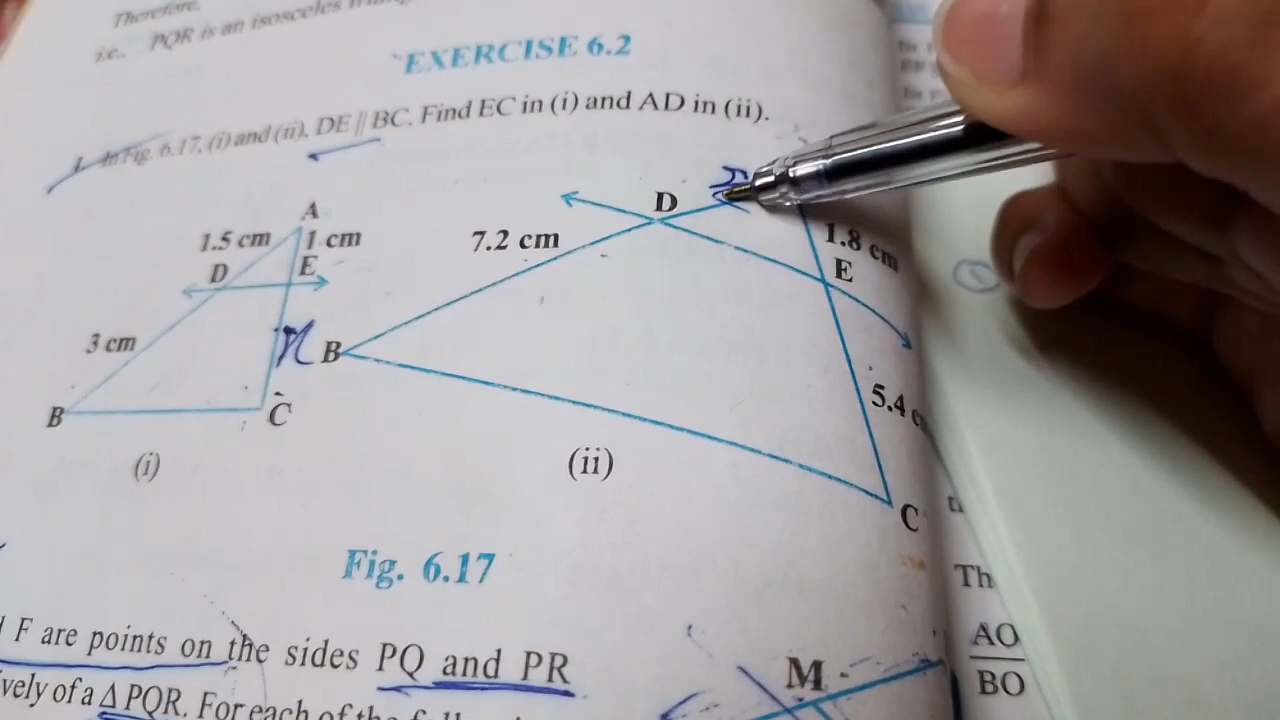 Therefore,
i.e., PQR is an isosceles
EXERCISE 6.2
1. In Fig. 6.17, (i) and (ii), DE || BC. Find EC in (i) and AD in (ii).
A
1.5 cm 1 cm
D E
3 cm
x
B C
(i)
D
7.2 cm
1.8 cm
E
B
5.4 c
C
(ii)
Fig. 6.17
F are points on the sides PQ and PR
vely of a Δ PQR. For each of the
M
Th
AO
BO